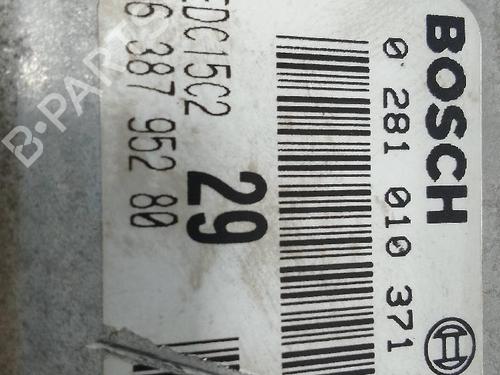 BOSCH
0 281 010 371
EDC15C2
6 387 952 80
29
B-PARTS